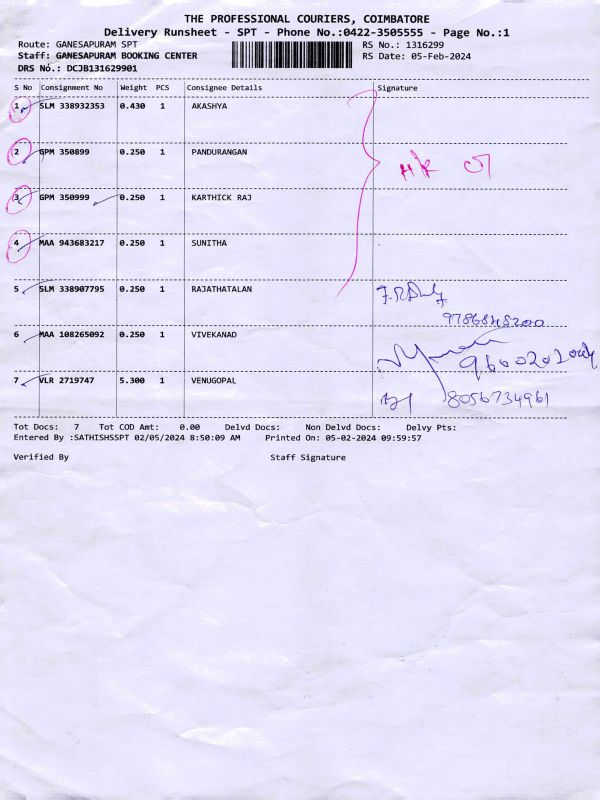 THE PROFESSIONAL COURIERS, COIMBATORE
Delivery Runsheet - SPT - Phone No.:0422-3505555 - Page No.:1
Route: GANESAPURAM SPT RS No.: 1316299
Staff: GANESAPURAM BOOKING CENTER RS Date: 05-Feb-2024
DRS No.: DCJB131629901
S No Consignment No Weight PCS Consignee Details Signature
1 SLM 338932353 0.430 1 AKASHYA
2 GPM 350899 0.250 1 PANDURANGAN
3 GPM 350999 0.250 1 KARTHICK RAJ
4 MAA 943683217 0.250 1 SUNITHA
5 SLM 338907795 0.250 1 RAJATHATALAN
9786848200
6 MAA 108265092 0.250 1 VIVEKANAD
7 VLR 2719747 5.300 1 VENUGOPAL 8056734961
Tot Docs: 7 Tot COD Amt: 0.00 Delvd Docs: Non Delvd Docs: Delvy Pts:
Entered By :SATHISHSSPT 02/05/2024 8:50:09 AM Printed On: 05-02-2024 09:59:57
Verified By Staff Signature